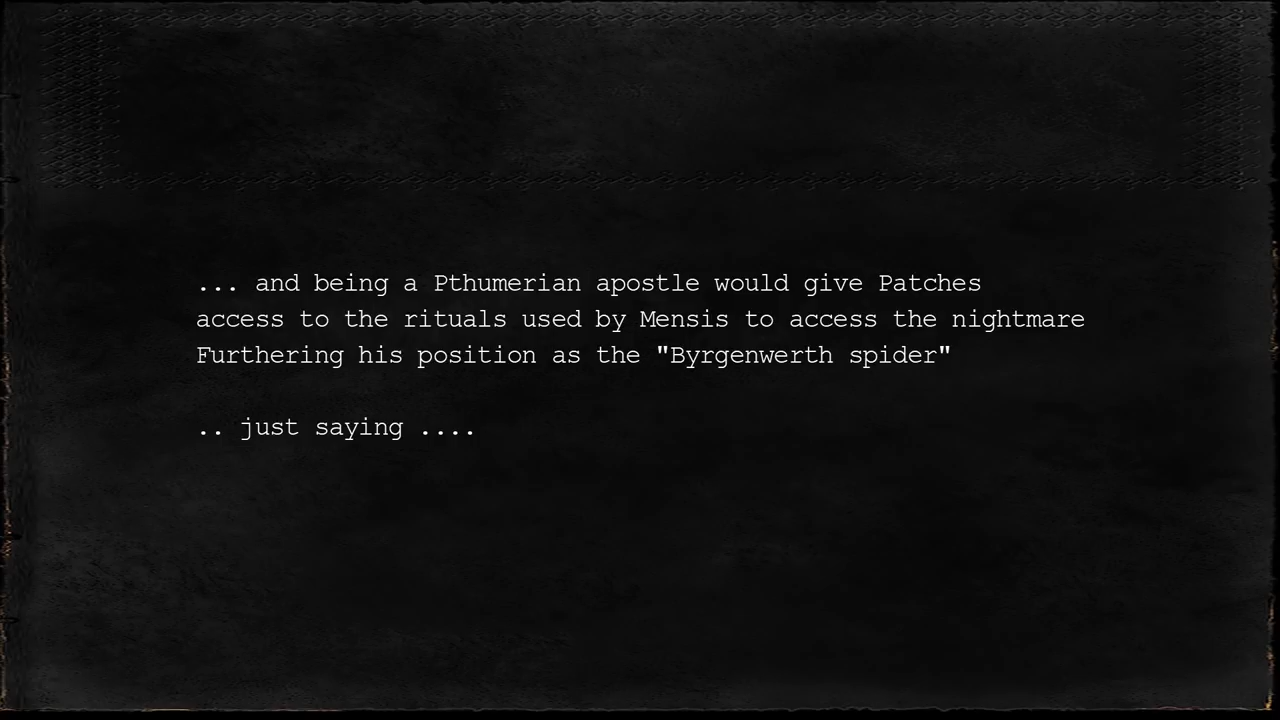 ... and being a Pthumerian apostle would give Patches
access to the rituals used by Mensis to access the nightmare
Furthering his position as the "Byrgenwerth spider"
.. just saying ....